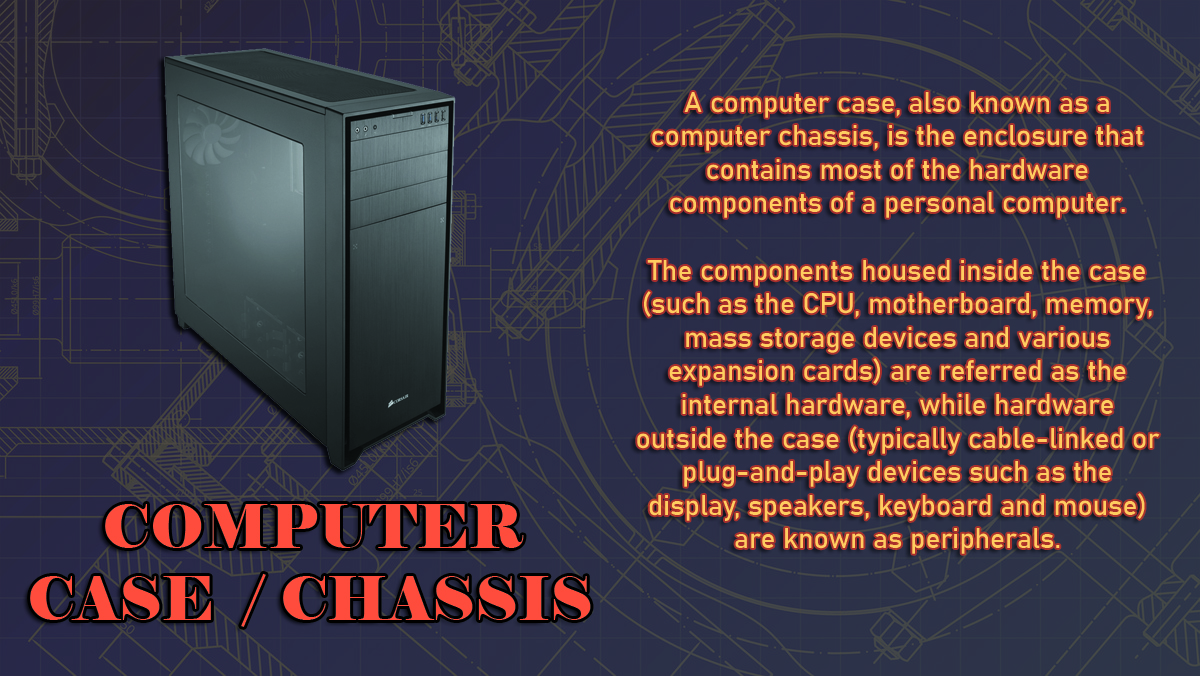 A computer case, also known as a
computer chassis, is the enclosure that
contains most of the hardware
components of a personal computer.
The components housed inside the case
(such as the CPU, motherboard, memory,
mass storage devices and various
expansion cards) are referred as the
internal hardware, while hardware
outside the case (typically cable-linked or
plug-and-play devices such as the
display, speakers, keyboard and mouse)
are known as peripherals.
CORSAIR
COMPUTER
CASE / CHASSIS